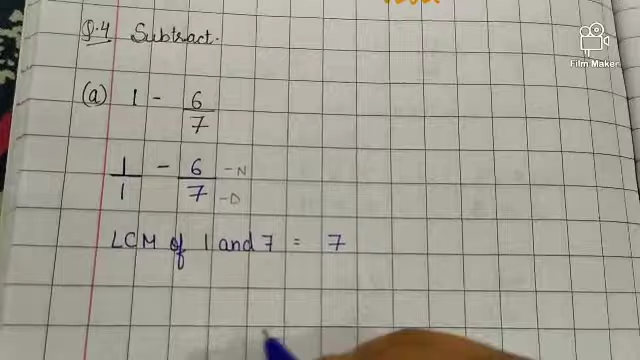 Q.4 Subtract.
Film Maker
(a) 1 - 6/7
1/1 - 6/7 -N -D
LCM of 1 and 7 = 7